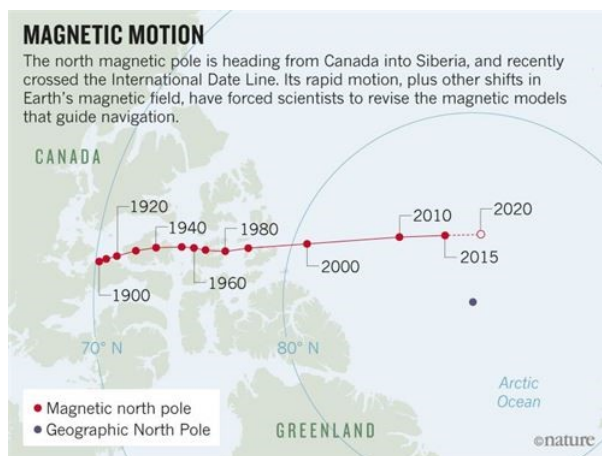 MAGNETIC MOTION
The north magnetic pole is heading from Canada into Siberia, and recently
crossed the International Date Line. Its rapid motion, plus other shifts in
Earth’s magnetic field, have forced scientists to revise the magnetic models
that guide navigation.
CANADA
1920
1940
1980
2010
2020
1900
1960
2000
2015
70° N
80° N
Arctic
Ocean
Magnetic north pole
Geographic North Pole
GREENLAND
©nature